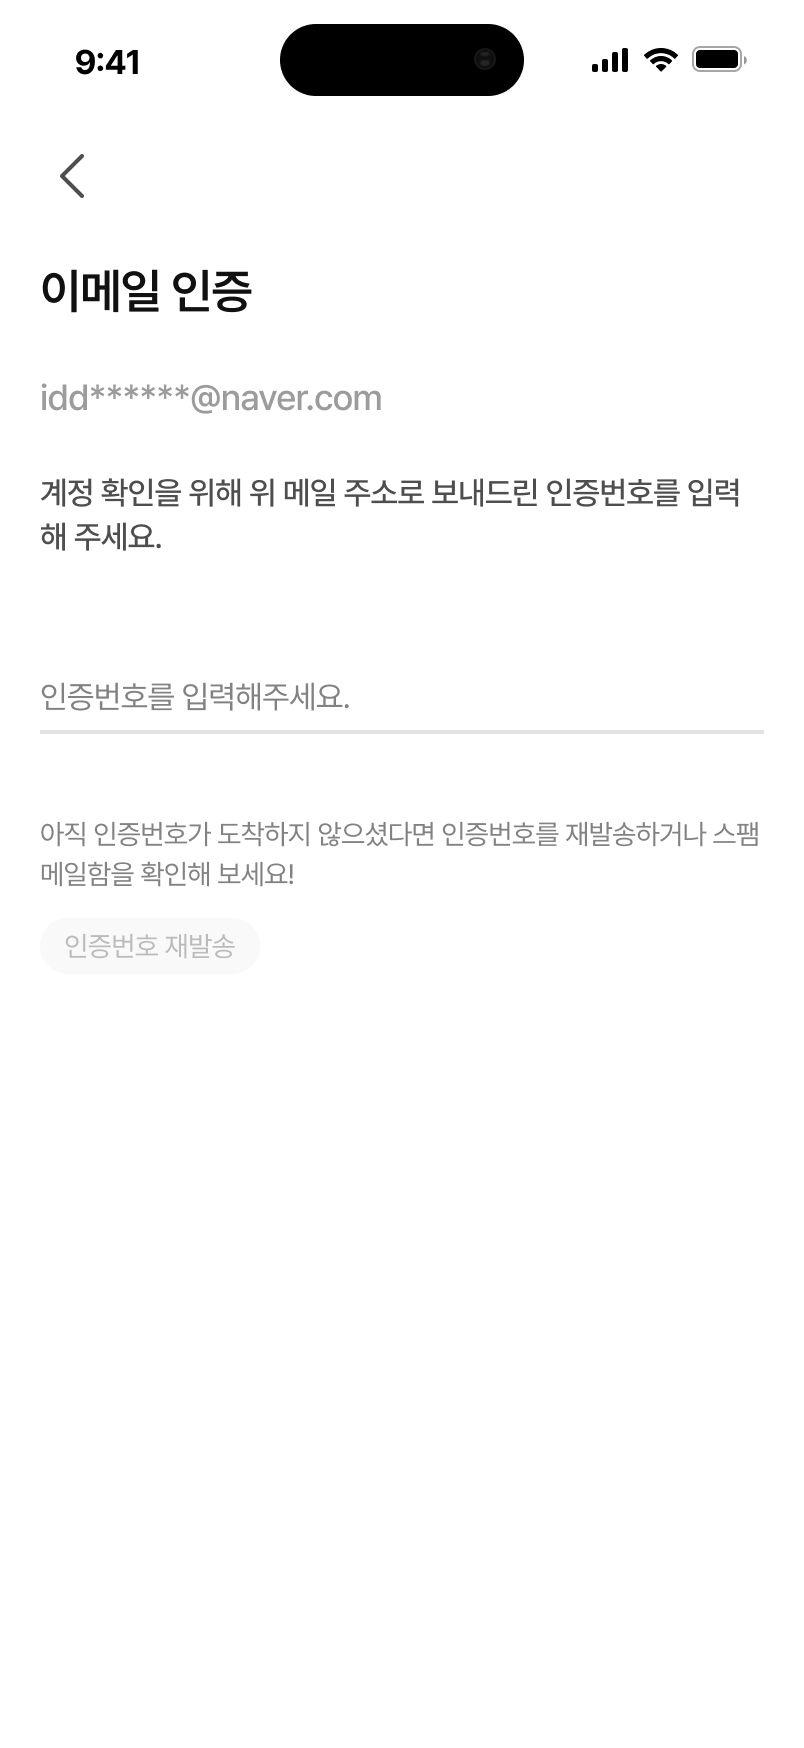 9:41
이메일 인증
idd******@naver.com
계정 확인을 위해 위 메일 주소로 보내드린 인증번호를 입력
해 주세요.
인증번호를 입력해주세요.
아직 인증번호가 도착하지 않으셨다면 인증번호를 재발송하거나 스팸
메일함을 확인해 보세요!
인증번호 재발송